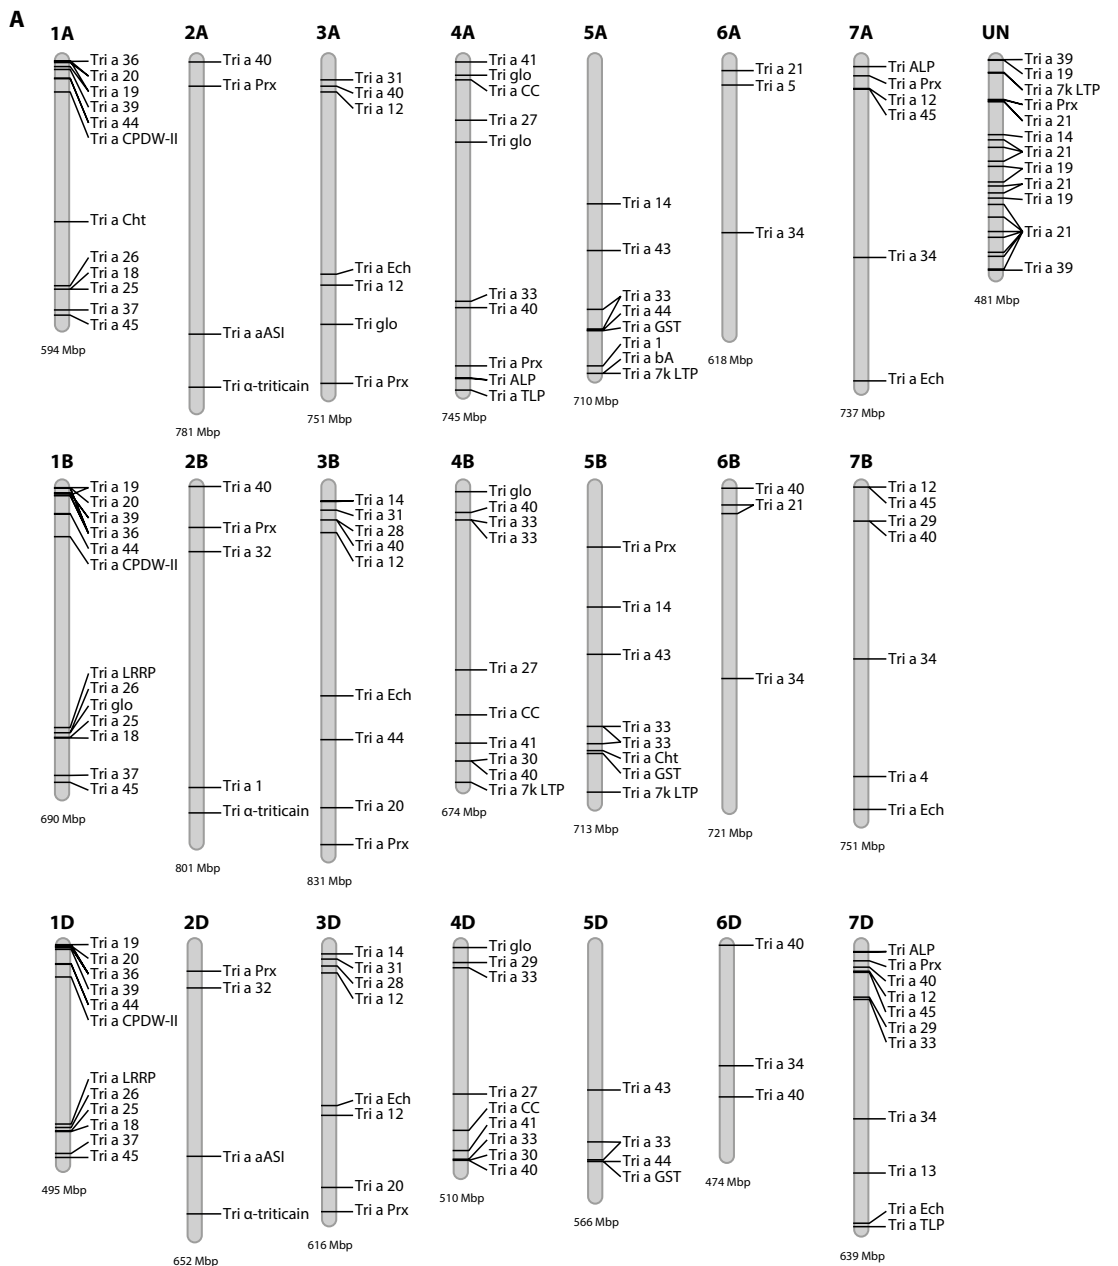 A
1A
Tri a 36
Tri a 20
Tri a 19
Tri a 39
Tri a 44
Tri a CPDW-II
Tri a Cht
Tri a 26
Tri a 18
Tri a 25
Tri a 37
Tri a 45
594 Mbp
2A
Tri a 40
Tri a Prx
Tri a aASI
Tri α-triticain
781 Mbp
3A
Tri a 31
Tri a 40
Tri a 12
Tri a Ech
Tri a 12
Tri glo
Tri a Prx
751 Mbp
4A
Tri a 41
Tri glo
Tri a CC
Tri a 27
Tri glo
Tri a 33
Tri a 40
Tri a Prx
Tri ALP
Tri a TLP
745 Mbp
5A
Tri a 14
Tri a 43
Tri a 33
Tri a 44
Tri a GST
Tri a 1
Tri a bA
Tri a 7k LTP
710 Mbp
6A
Tri a 21
Tri a 5
Tri a 34
618 Mbp
7A
Tri ALP
Tri a Prx
Tri a 12
Tri a 45
Tri a 34
Tri a Ech
737 Mbp
UN
Tri a 39
Tri a 19
Tri a 7k LTP
Tri a Prx
Tri a 21
Tri a 14
Tri a 21
Tri a 19
Tri a 21
Tri a 19
Tri a 21
Tri a 39
481 Mbp
1B
Tri a 19
Tri a 20
Tri a 39
Tri a 36
Tri a 44
Tri a CPDW-II
Tri a LRRP
Tri a 26
Tri glo
Tri a 25
Tri a 18
Tri a 37
Tri a 45
690 Mbp
2B
Tri a 40
Tri a Prx
Tri a 32
Tri a 1
Tri α-triticain
801 Mbp
3B
Tri a 14
Tri a 31
Tri a 28
Tri a 40
Tri a 12
Tri a Ech
Tri a 44
Tri a 20
Tri a Prx
831 Mbp
4B
Tri glo
Tri a 40
Tri a 33
Tri a 33
Tri a 27
Tri a CC
Tri a 41
Tri a 30
Tri a 40
Tri a 7k LTP
674 Mbp
5B
Tri a Prx
Tri a 14
Tri a 43
Tri a 33
Tri a 33
Tri a Cht
Tri a GST
Tri a 7k LTP
713 Mbp
6B
Tri a 40
Tri a 21
Tri a 34
721 Mbp
7B
Tri a 12
Tri a 45
Tri a 29
Tri a 40
Tri a 34
Tri a 4
Tri a Ech
751 Mbp
1D
Tri a 19
Tri a 20
Tri a 36
Tri a 39
Tri a 44
Tri a CPDW-II
Tri a LRRP
Tri a 26
Tri a 25
Tri a 18
Tri a 37
Tri a 45
495 Mbp
2D
Tri a Prx
Tri a 32
Tri a aASI
Tri α-triticain
652 Mbp
3D
Tri a 14
Tri a 31
Tri a 28
Tri a 12
Tri a Ech
Tri a 12
Tri a 20
Tri a Prx
616 Mbp
4D
Tri glo
Tri a 29
Tri a 33
Tri a 27
Tri a CC
Tri a 41
Tri a 33
Tri a 30
Tri a 40
510 Mbp
5D
Tri a 43
Tri a 33
Tri a 44
Tri a GST
566 Mbp
6D
Tri a 40
Tri a 34
Tri a 40
474 Mbp
7D
Tri ALP
Tri a Prx
Tri a 40
Tri a 12
Tri a 45
Tri a 29
Tri a 33
Tri a 34
Tri a 13
Tri a Ech
Tri a TLP
639 Mbp